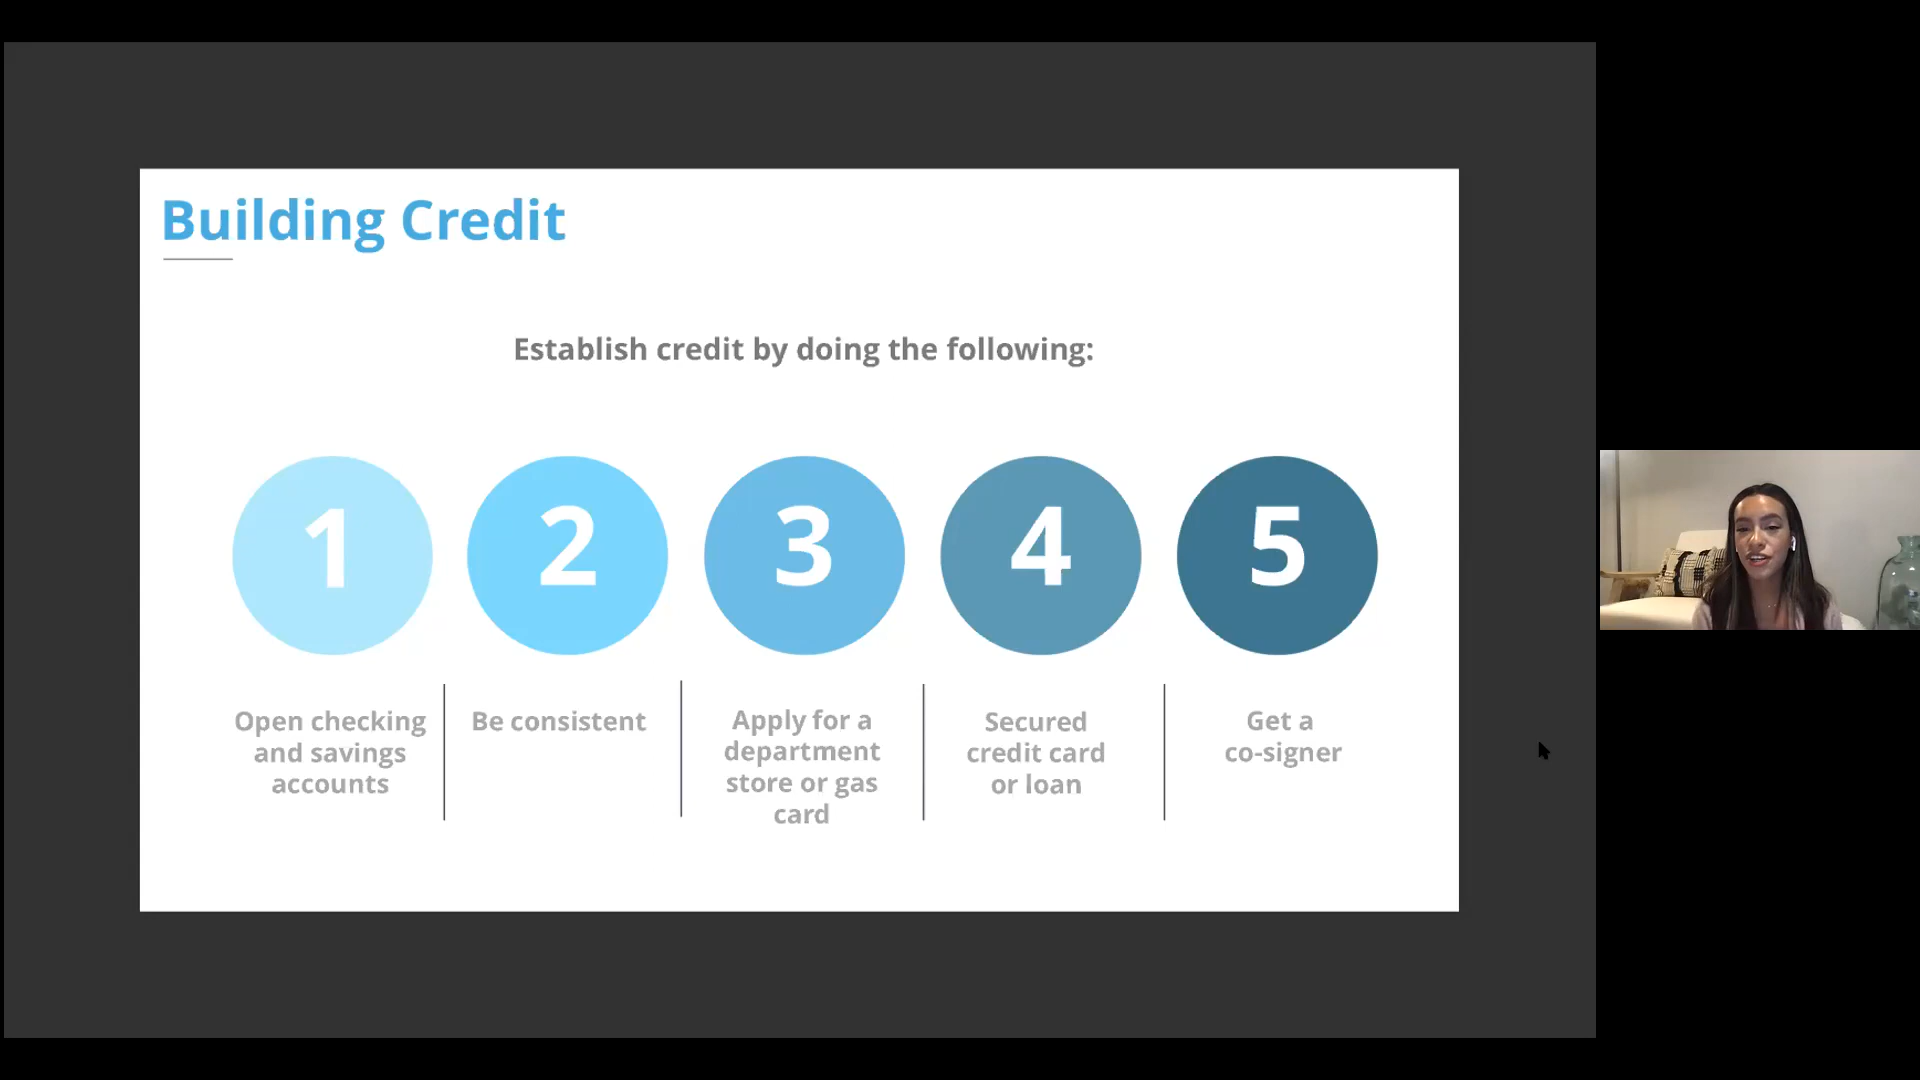 Building Credit
Establish credit by doing the following:
1
2
3
4
5
Open checking
and savings
accounts
Be consistent
Apply for a
department
store or gas
card
Secured
credit card
or loan
Get a
co-signer